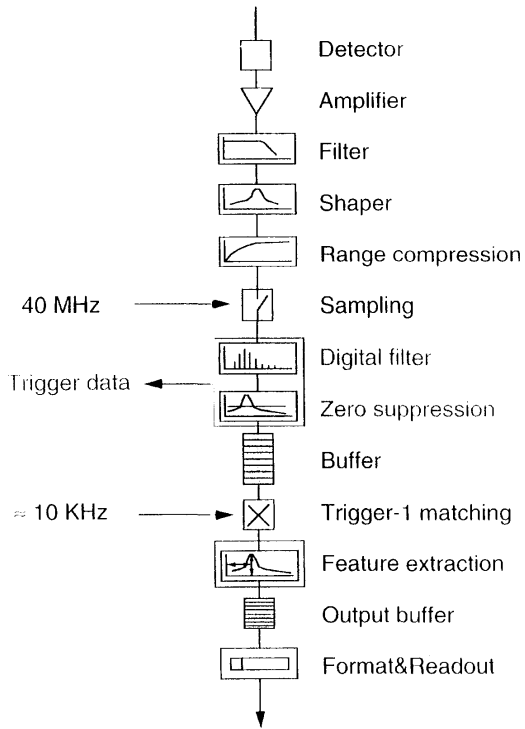 Detector
Amplifier
Filter
Shaper
Range compression
40 MHz
Sampling
Digital filter
Trigger data
Zero suppression
Buffer
≈ 10 KHz
Trigger-1 matching
Feature extraction
Output buffer
Format&Readout